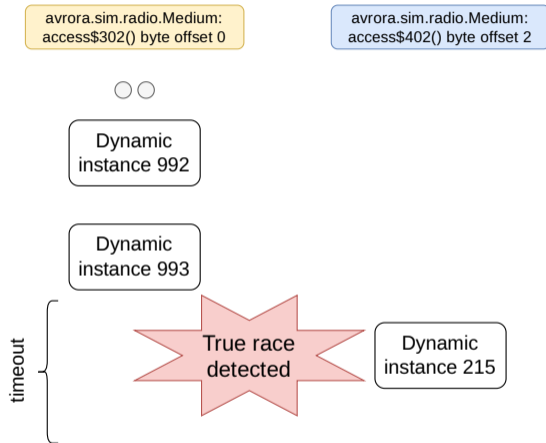 avrora.sim.radio.Medium:
access$302() byte offset 0
avrora.sim.radio.Medium:
access$402() byte offset 2
Dynamic
instance 992
Dynamic
instance 993
timeout
True race
detected
Dynamic
instance 215